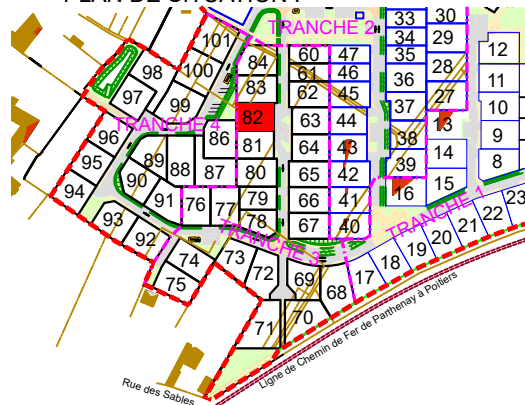 PLAN DE SITUATION :
TRANCHE 2
101 84 60 47 33 30
98 100 61 46 34 29 12
83 62 45 35 28
97 99 36 27 11
82 63 44 37 13 10
TRANCHE 4
96 86 81 64 43 38 14 9
95 89 88 87 80 65 42 39 8
94 90 79 66 41 16 15
91 76 77 78 67 40
TRANCHE 1
93 92 23
TRANCHE 3
22
21
20
19
18
17
74 73 72 69 68
75
71 70
Rue des Sables
Ligne de Chemin de Fer de Parthenay à Poitiers